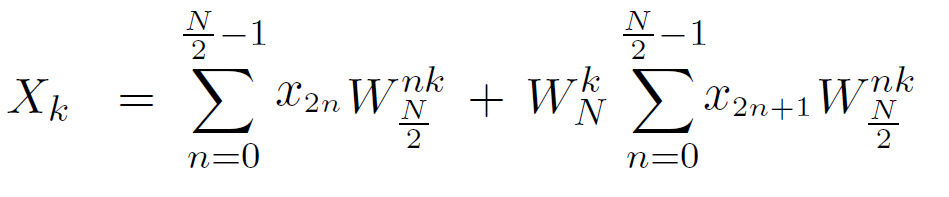 X_k = \sum_{n=0}^{\frac{N}{2}-1} x_{2n} W_{\frac{N}{2}}^{nk} + W_N^k \sum_{n=0}^{\frac{N}{2}-1} x_{2n+1} W_{\frac{N}{2}}^{nk}